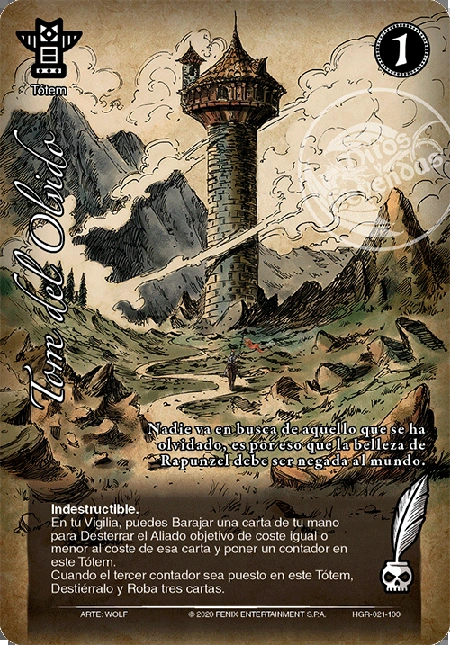 1
Tótem
Torre del Olvido
Nadie va en busca de aquello que se ha
olvidado, es por eso que la belleza de
Rapunzel debe ser negada al mundo.
Indestructible.
En tu Vigilia, puedes Barajar una carta de tu mano
para Desterrar el Aliado objetivo de coste igual o
menor al coste de esa carta y poner un contador en
este Tótem.
Cuando el tercer contador sea puesto en este Tótem,
Destiérralo y Roba tres cartas.
ARTE: WOLF
© 2020 FENIX ENTERTAINMENT S.P.A.
HGR-021-100